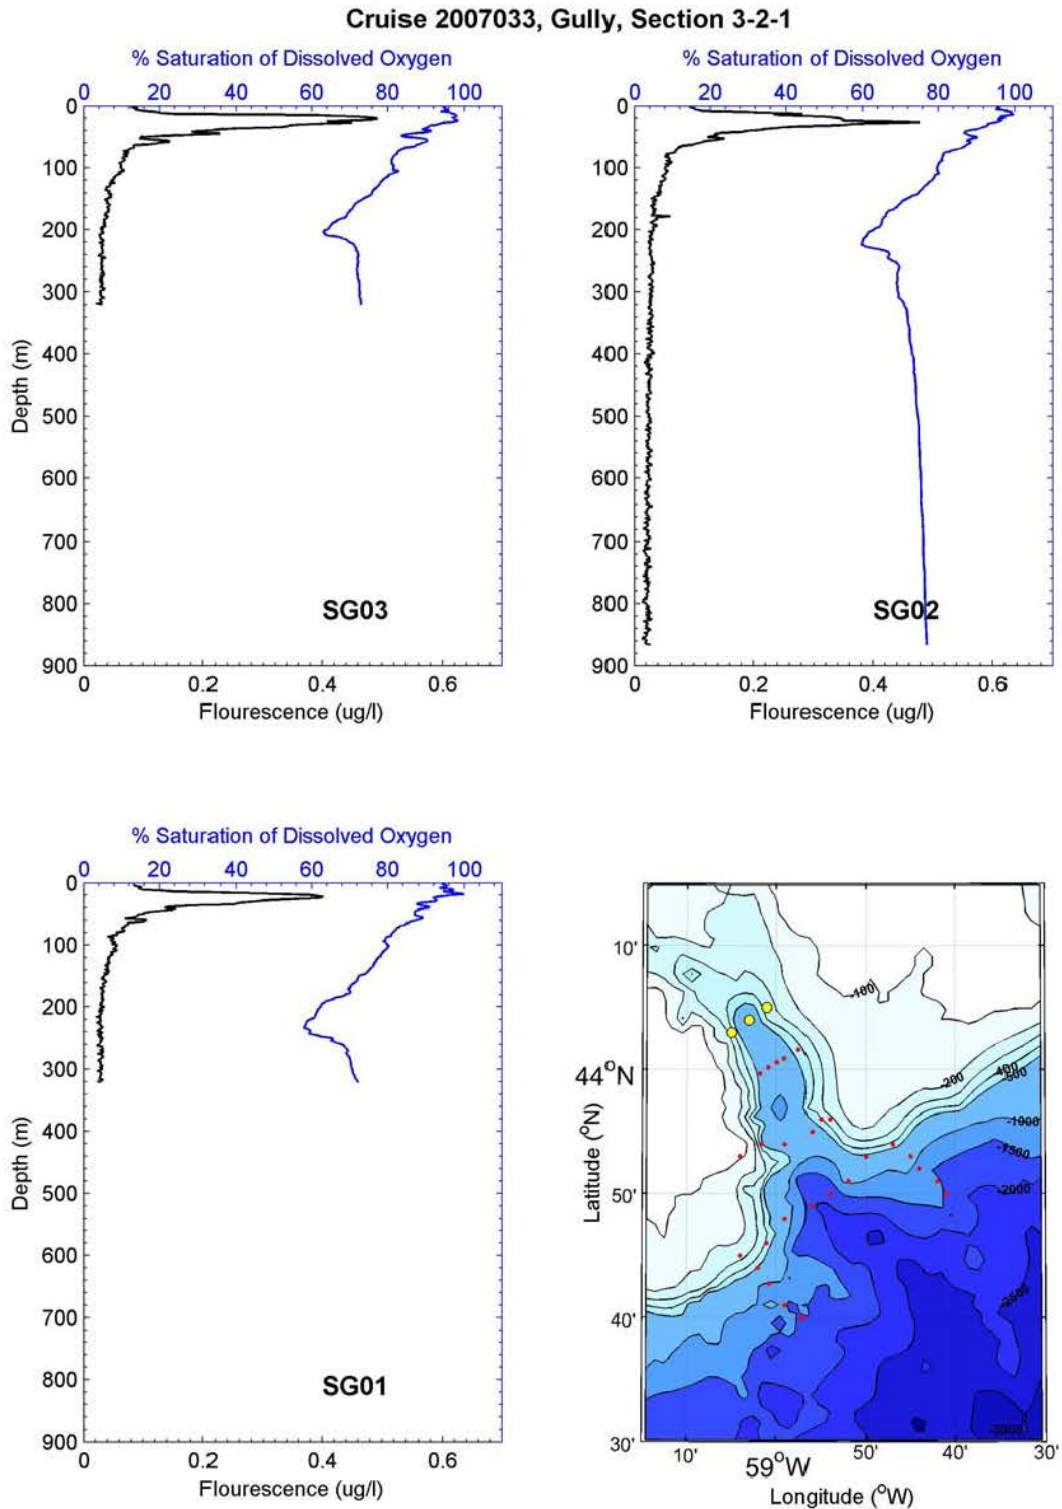 Cruise 2007033, Gully, Section 3-2-1
% Saturation of Dissolved Oxygen
0 20 40 60 80 100
0
100
200
300
400
500
600
700
800
900
Depth (m)
SG03
0 0.2 0.4 0.6
Flourescence (ug/l)
% Saturation of Dissolved Oxygen
0 20 40 60 80 100
0
100
200
300
400
500
600
700
800
900
SG02
0 0.2 0.4 0.6
Flourescence (ug/l)
% Saturation of Dissolved Oxygen
0 20 40 60 80 100
0
100
200
300
400
500
600
700
800
900
Depth (m)
SG01
0 0.2 0.4 0.6
Flourescence (ug/l)
10'
44°N
50'
40'
30'
Latitude (°N)
-100
-200
-400
-500
-1000
-1500
-2000
-2500
10' 59°W 50' 40' 30'
Longitude (°W)